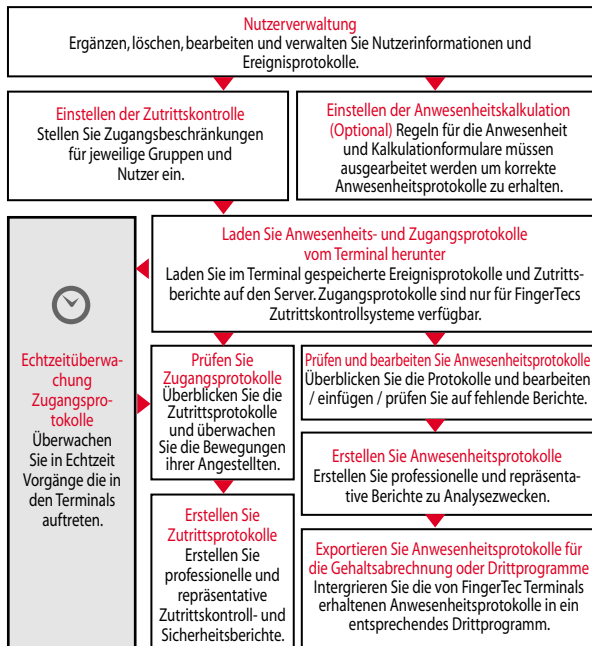 Nutzerverwaltung
Ergänzen, löschen, bearbeiten und verwalten Sie Nutzerinformationen und
Ereignisprotokolle.
Einstellen der Zutrittskontrolle
Stellen Sie Zugangsbeschränkungen
für jeweilige Gruppen und
Nutzer ein.
Einstellen der Anwesenheitskalkulation
(Optional) Regeln für die Anwesenheit
und Kalkulationformulare müssen
ausgearbeitet werden um korrekte
Anwesenheitsprotokolle zu erhalten.
Laden Sie Anwesenheits- und Zugangsprotokolle
vom Terminal herunter
Laden Sie im Terminal gespeicherte Ereignisprotokolle und Zutritts-
berichte auf den Server. Zugangsprotokolle sind nur für FingerTecs
Zutrittskontrollsysteme verfügbar.
Echtzeitüberwa-
chung
Zugangspro-
tokolle
Überwachen
Sie in Echtzeit
Vorgänge die in
den Terminals
auftreten.
Prüfen Sie
Zugangsprotokolle
Überblicken Sie die
Zutrittsprotokolle
und überwachen
Sie die Bewegungen
ihrer Angestellten.
Prüfen und bearbeiten Sie Anwesenheitsprotokolle
Überblicken Sie die Protokolle und bearbeiten
/ einfügen / prüfen Sie auf fehlende Berichte.
Erstellen Sie Anwesenheitsprotokolle
Erstellen Sie professionelle und repräsenta-
tive Berichte zu Analysezwecken.
Erstellen Sie
Zutrittsprotokolle
Erstellen Sie
professionelle und
repräsentative
Zutrittskontroll- und
Sicherheitsberichte.
Exportieren Sie Anwesenheitsprotokolle für
die Gehaltsabrechnung oder Drittprogramme
Intergrieren Sie die von FingerTec Terminals
erhaltenen Anwesenheitsprotokolle in ein
entsprechendes Drittprogramm.